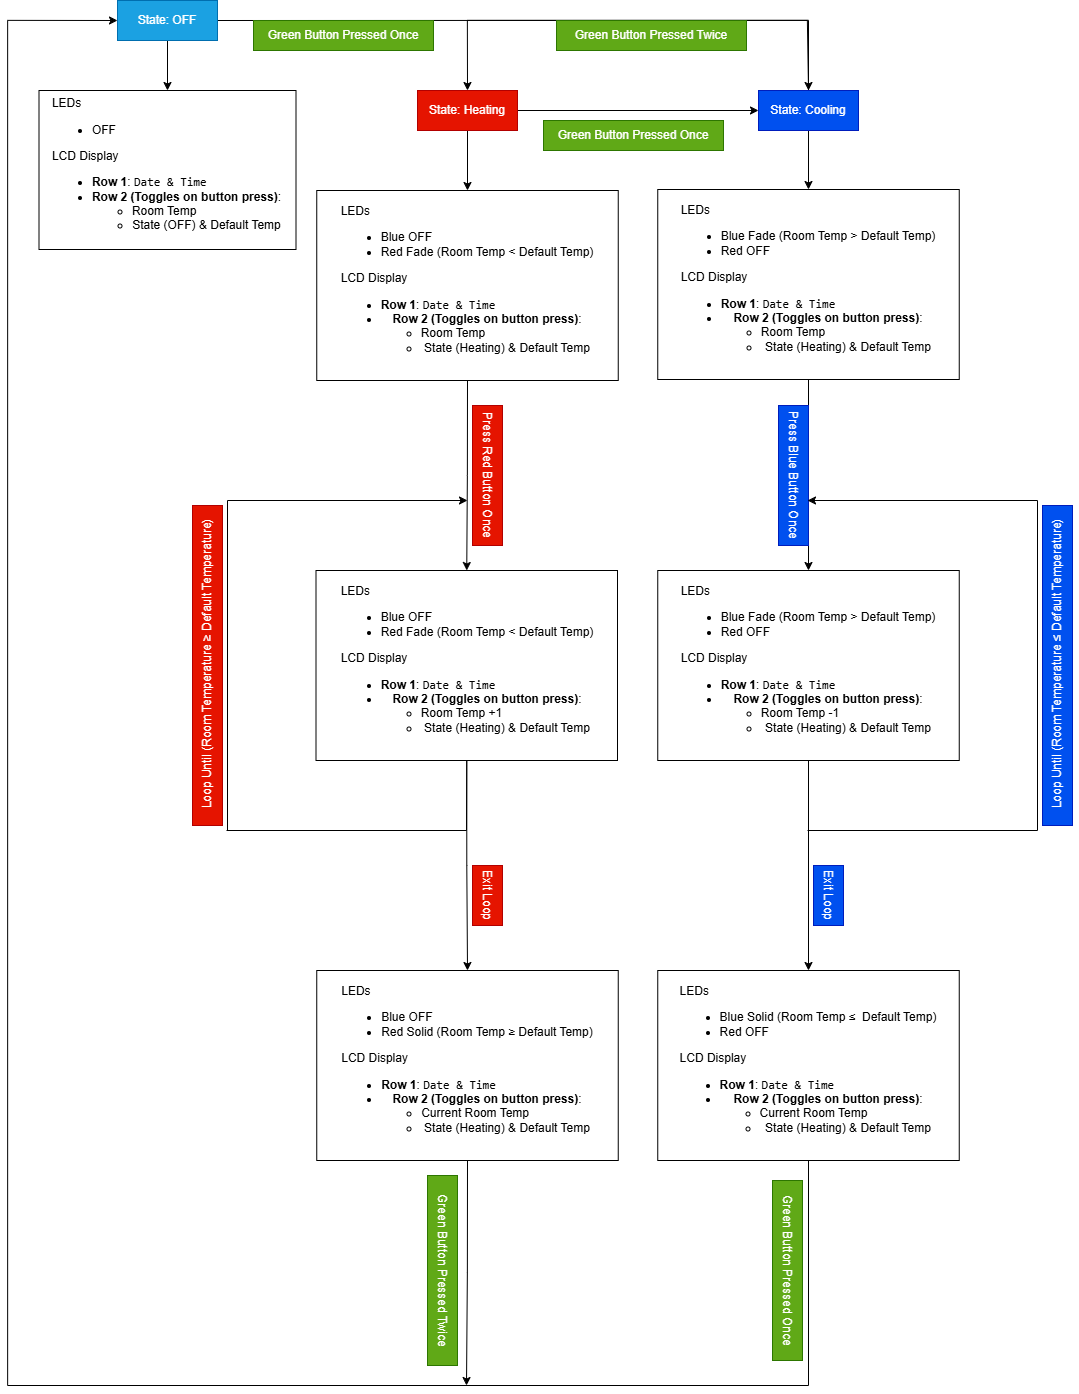 State: OFF
Green Button Pressed Once
Green Button Pressed Twice
LEDs
OFF
LCD Display
Row 1: Date & Time
Row 2 (Toggles on button press):
Room Temp
State (OFF) & Default Temp
State: Heating
Green Button Pressed Once
State: Cooling
LEDs
Blue OFF
Red Fade (Room Temp < Default Temp)
LCD Display
Row 1: Date & Time
Row 2 (Toggles on button press):
Room Temp
State (Heating) & Default Temp
LEDs
Blue Fade (Room Temp > Default Temp)
Red OFF
LCD Display
Row 1: Date & Time
Row 2 (Toggles on button press):
Room Temp
State (Heating) & Default Temp
Press Red Button Once
Press Blue Button Once
Loop Until (Room Temperature ≥ Default Temperature)
Loop Until (Room Temperature ≤ Default Temperature)
LEDs
Blue OFF
Red Fade (Room Temp < Default Temp)
LCD Display
Row 1: Date & Time
Row 2 (Toggles on button press):
Room Temp +1
State (Heating) & Default Temp
LEDs
Blue Fade (Room Temp > Default Temp)
Red OFF
LCD Display
Row 1: Date & Time
Row 2 (Toggles on button press):
Room Temp -1
State (Heating) & Default Temp
Exit Loop
Exit Loop
LEDs
Blue OFF
Red Solid (Room Temp ≥ Default Temp)
LCD Display
Row 1: Date & Time
Row 2 (Toggles on button press):
Current Room Temp
State (Heating) & Default Temp
LEDs
Blue Solid (Room Temp ≤ Default Temp)
Red OFF
LCD Display
Row 1: Date & Time
Row 2 (Toggles on button press):
Current Room Temp
State (Heating) & Default Temp
Green Button Pressed Twice
Green Button Pressed Once